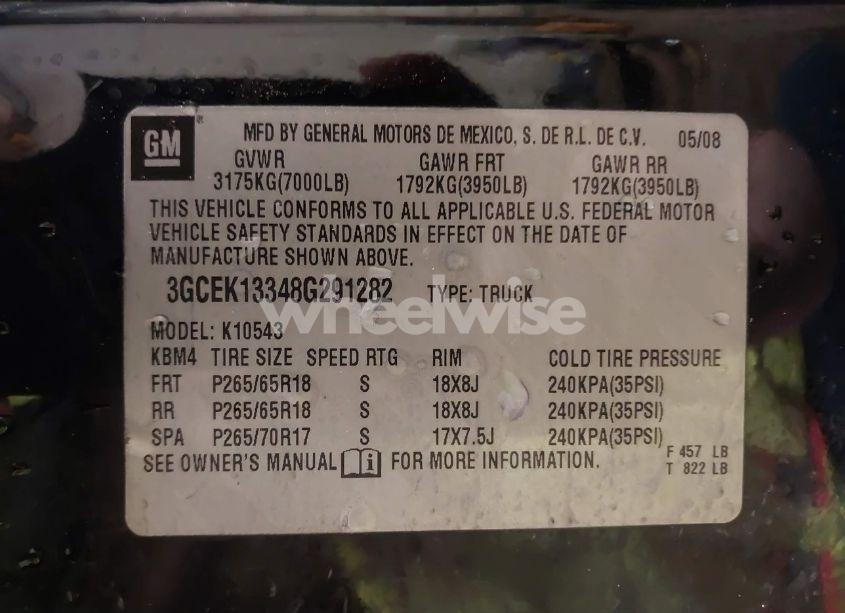 GM ® MFD BY GENERAL MOTORS DE MEXICO, S. DE R.L. DE C.V. 05/08
GVWR GAWR FRT GAWR RR
3175KG(7000LB) 1792KG(3950LB) 1792KG(3950LB)
THIS VEHICLE CONFORMS TO ALL APPLICABLE U.S. FEDERAL MOTOR
VEHICLE SAFETY STANDARDS IN EFFECT ON THE DATE OF
MANUFACTURE SHOWN ABOVE.
3GCEK13348G291282 TYPE: TRUCK
wheelwise
MODEL: K10543
KBM4 TIRE SIZE SPEED RTG RIM COLD TIRE PRESSURE
FRT P265/65R18 S 18X8J 240KPA(35PSI)
RR P265/65R18 S 18X8J 240KPA(35PSI)
SPA P265/70R17 S 17X7.5J 240KPA(35PSI)
SEE OWNER'S MANUAL i FOR MORE INFORMATION. F 457 LB
T 822 LB